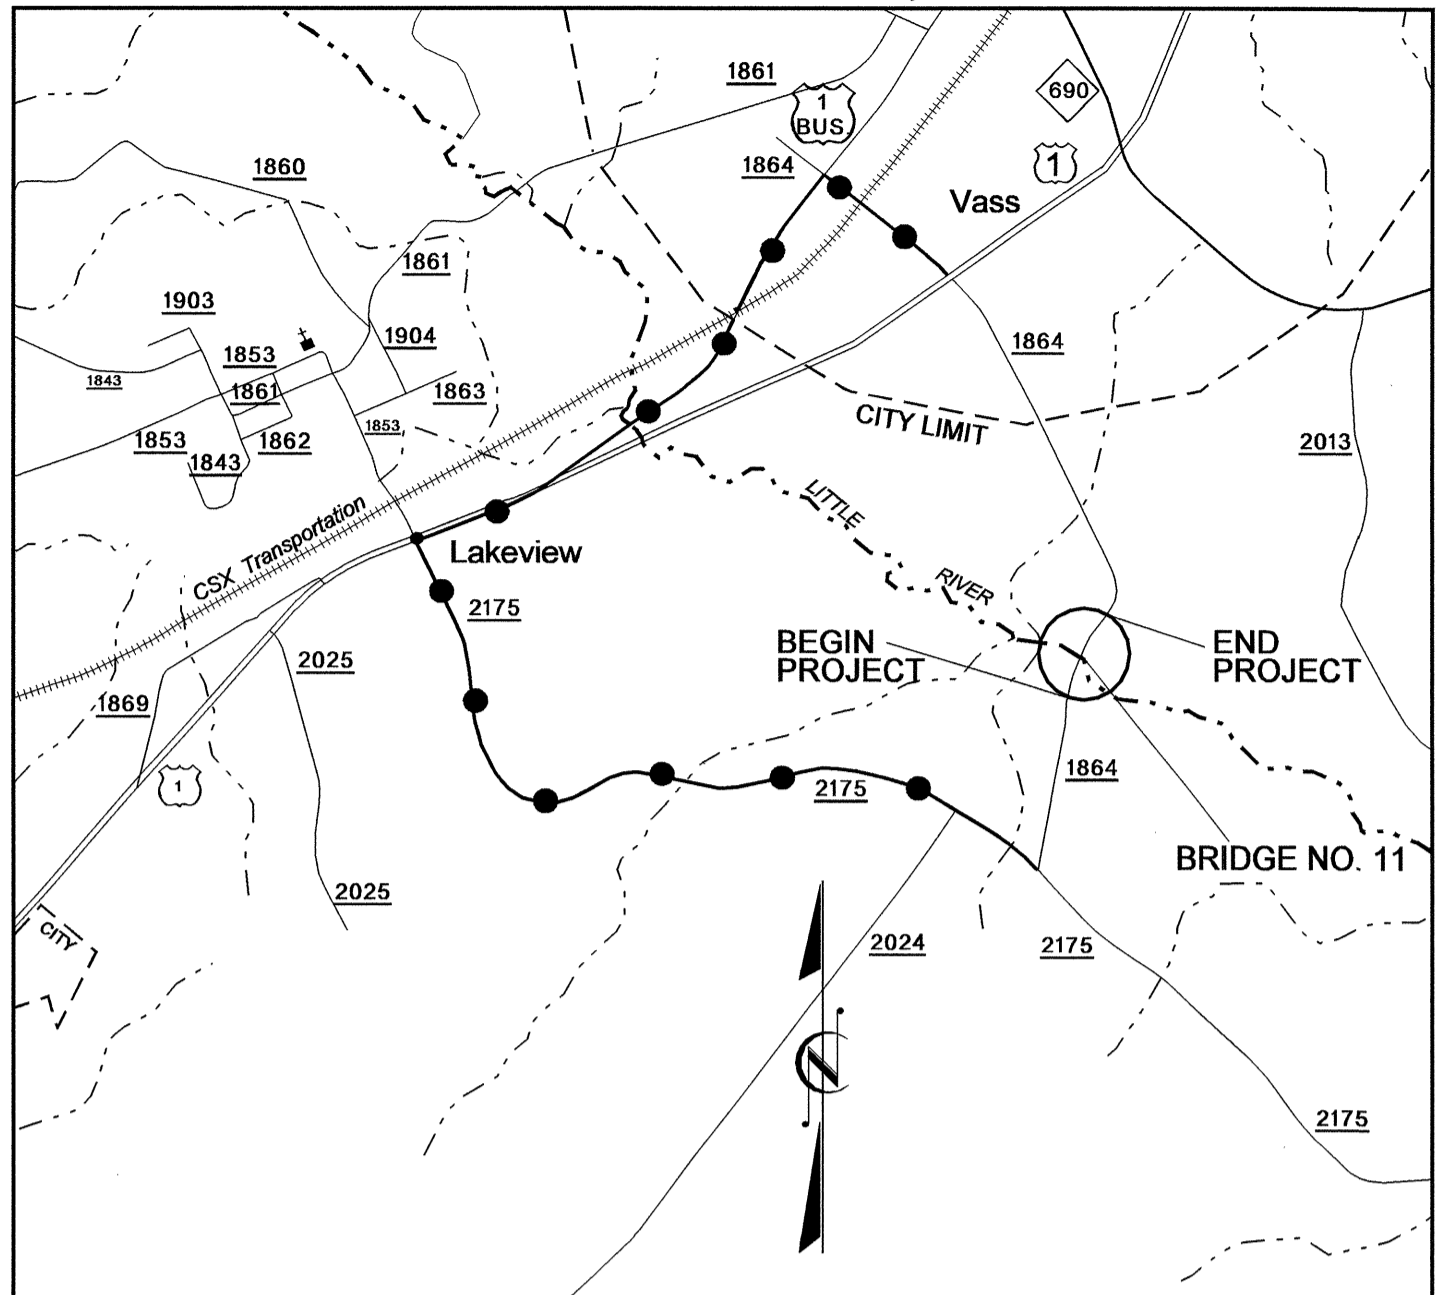 1861
1
BUS.
690
1
1860
1864
Vass
1861
1903
1904
1864
1853
1843
1861
1863
CITY LIMIT
1853
1853
1862
2013
1843
LITTLE
CSX Transportation
Lakeview
RIVER
2175
BEGIN
PROJECT
END
PROJECT
2025
1869
1864
1
2175
BRIDGE NO. 11
2025
CITY
2024
2175
N
2175